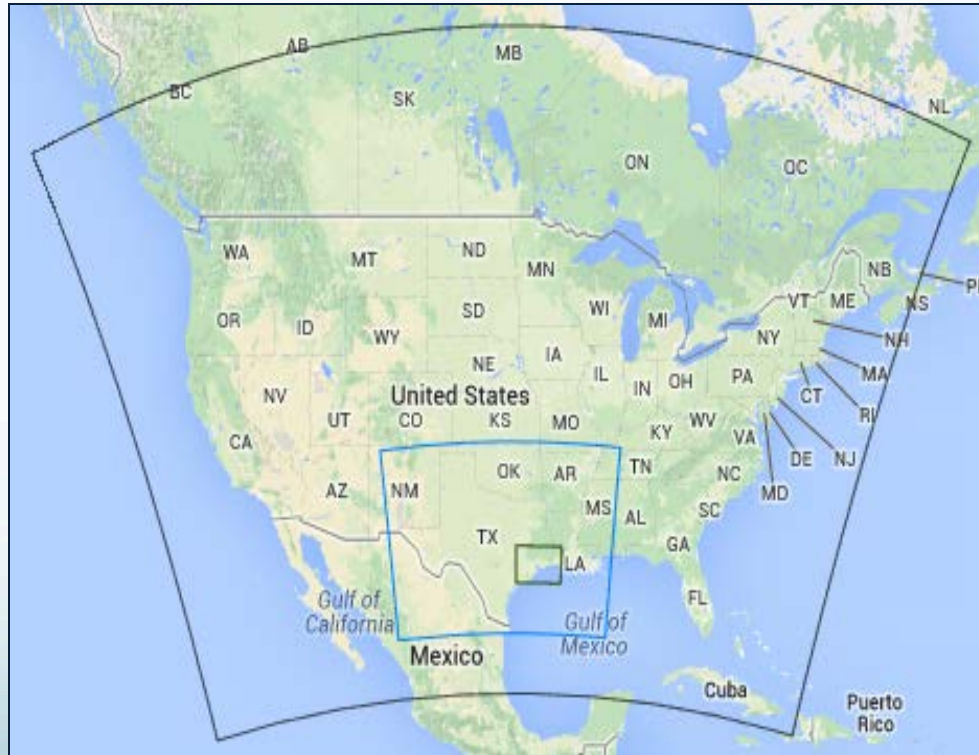 AB
MB
BC
SK
NL
ON
QC
WA
MT
ND
MN
NB
OR
ID
SD
WI
MI
VT
ME
NS
WY
NY
NH
NE
IA
IL
IN
OH
PA
MA
NV
UT
United States
CT
RI
CO
KS
MO
KY
WV
VA
CA
DE
NJ
NM
OK
AR
TN
NC
MD
AZ
MS
AL
SC
TX
LA
GA
Gulf of
California
FL
Gulf of
Mexico
Mexico
Cuba
Puerto
Rico